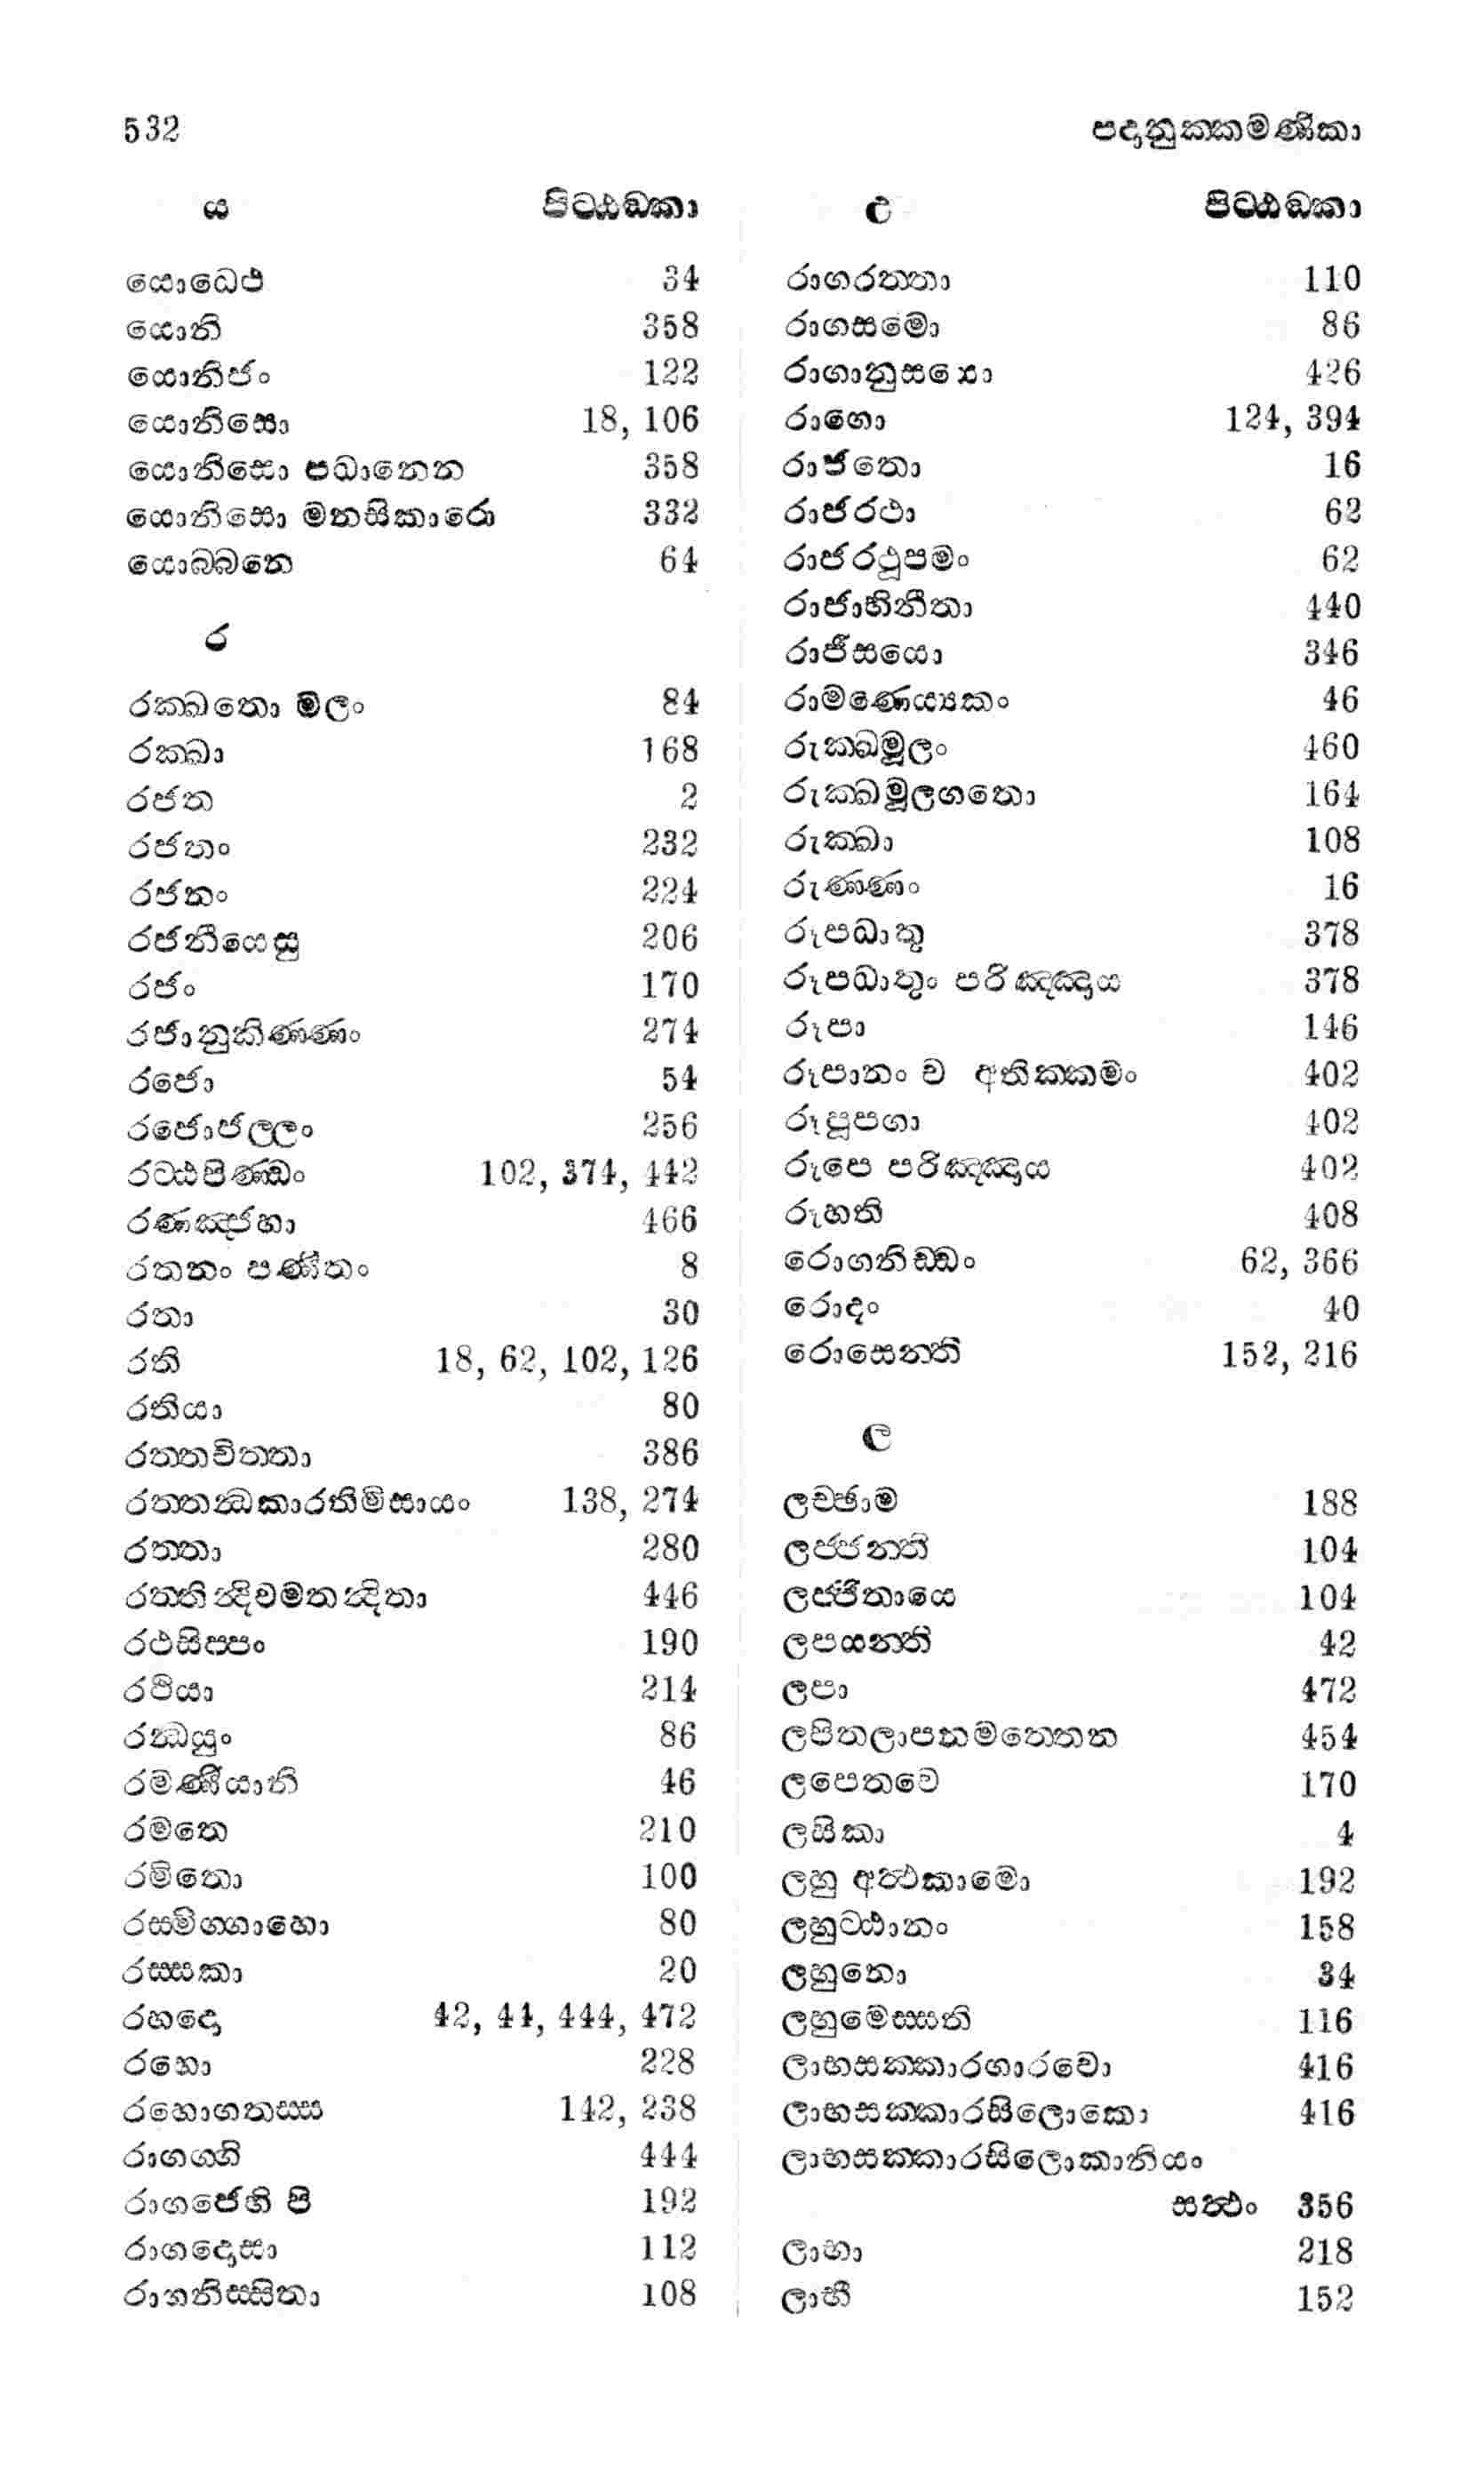 532
පදානුක්කමණිකා
ය පිට්ඨඞ්කා
යොධෙථ 34
යොනි 358
යොනිජං 122
යොනිසො 18, 106
යොනිසො පධානෙන 358
යොනිසො මනසිකාරො 332
යොබ්බනෙ 64
ර
රක්ඛතො මලං 84
රක්ඛා 168
රජත 2
රජතං 232
රජනං 224
රජනීයෙසු 206
රජං 170
රජානුකිණ්ණං 274
රජො 54
රජොජල්ලං 256
රට්ඨපිණ්ඩං 102, 374, 442
රණඤ්ජහා 466
රතනං පණීතං 8
රතා 30
රති 18, 62, 102, 126
රතියා 80
රත්තචිත්තා 386
රත්තන්ධකාරතිමිසායං 138, 274
රත්තා 280
රත්තින්දිවමතන්දිතා 446
රථසිප්පං 190
රථියා 214
රන්ධයුං 86
රමණීයානි 46
රමතෙ 210
රමිතො 100
රසමිග්ගාහො 80
රස්සකා 20
රහදො 42, 44, 444, 472
රහො 228
රහොගතස්ස 142, 238
රාගග්ගි 444
රාගජෙහි පි 192
රාගදොසා 112
රාගනිස්සිතා 108
උ පිට්ඨඞ්කා
රාගරත්තා 110
රාගසමො 86
රාගානුසයො 426
රාගො 124, 394
රාජතො 16
රාජරථා 62
රාජරථූපමං 62
රාජාභිනීතා 440
රාජීසයො 346
රාමණෙය්‍යකං 46
රුක්ඛමූලං 460
රුක්ඛමූලගතො 164
රුක්ඛා 108
රුණ්ණං 16
රූපධාතු 378
රූපධාතුං පරිඤ්ඤාය 378
රූපා 146
රූපානං ච අතික්කමං 402
රූපූපගා 402
රූපෙ පරිඤ්ඤාය 402
රූහති 408
රොගනිඩ්ඩං 62, 366
රොදං 40
රොසෙන්ති 152, 216
ල
ලච්ඡාම 188
ලජ්ජන්ති 104
ලජ්ජිතායෙ 104
ලපයන්ති 42
ලපා 472
ලපිතලාපනමත්තෙන 454
ලපෙතවෙ 170
ලසිකා 4
ලහු අත්ථකාමො 192
ලහුට්ඨානං 158
ලහුනො 34
ලහුමෙස්සති 116
ලාභසක්කාරගාරවො 416
ලාභසක්කාරසිලොකො 416
ලාභසක්කාරසිලොකානියං
සත්ථං 356
ලාභා 218
ලාභී 152